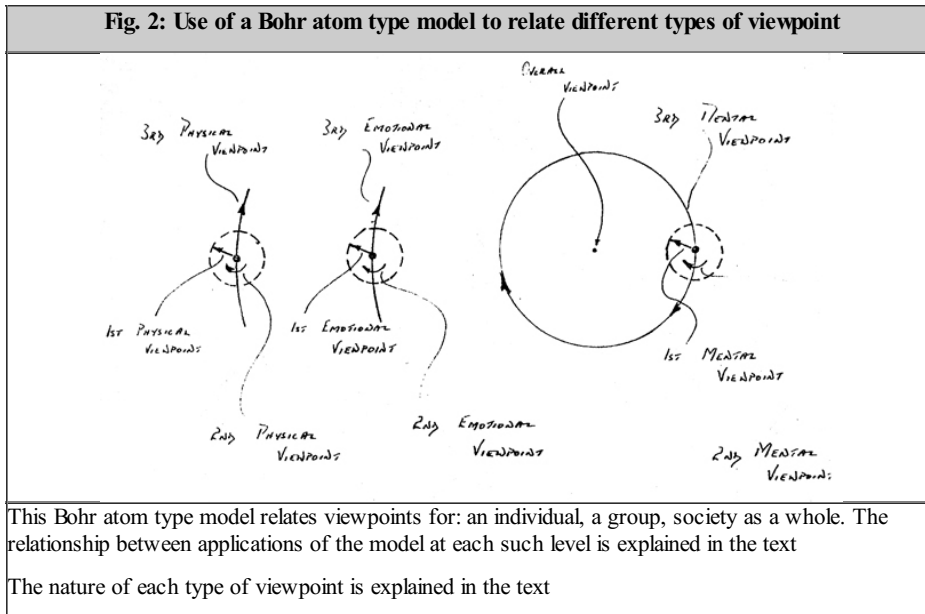 Fig. 2: Use of a Bohr atom type model to relate different types of viewpoint
OVERALL
VIEWPOINT
3RD PHYSICAL
VIEWPOINT
3RD EMOTIONAL
VIEWPOINT
3RD MENTAL
VIEWPOINT
1ST PHYSICAL
VIEWPOINT
1ST EMOTIONAL
VIEWPOINT
1ST MENTAL
VIEWPOINT
2ND PHYSICAL
VIEWPOINT
2ND EMOTIONAL
VIEWPOINT
2ND MENTAL
VIEWPOINT
This Bohr atom type model relates viewpoints for: an individual, a group, society as a whole. The
relationship between applications of the model at each such level is explained in the text
The nature of each type of viewpoint is explained in the text